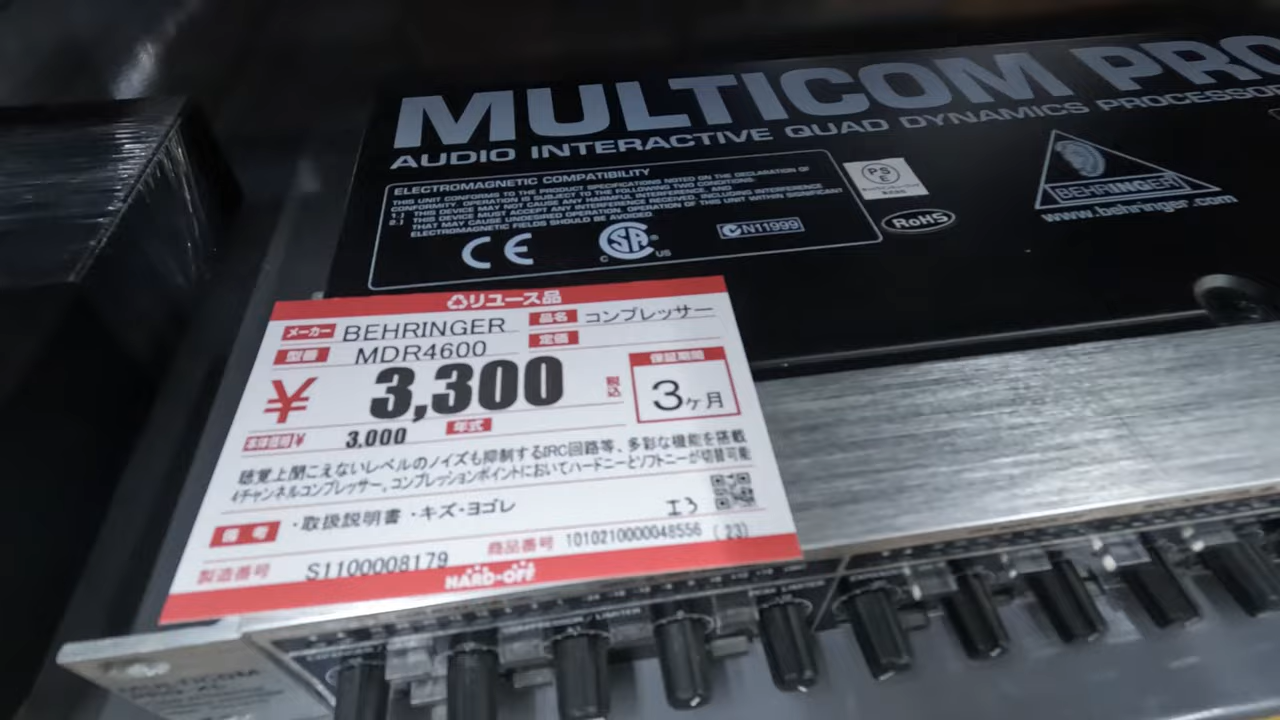 MULTICOM PRO
AUDIO INTERACTIVE QUAD DYNAMICS PROCESSOR
ELECTROMAGNETIC COMPATIBILITY
THIS UNIT CONFORMS TO THE PRODUCT SPECIFICATIONS NOTED ON THE DECLARATION OF
CONFORMITY. OPERATION IS SUBJECT TO THE FOLLOWING TWO CONDITIONS:
1.) THIS DEVICE MAY NOT CAUSE ANY HARMFUL INTERFERENCE, AND
2.) THIS DEVICE MUST ACCEPT ANY INTERFERENCE RECEIVED, INCLUDING INTERFERENCE
THAT MAY CAUSE UNDESIRED OPERATION. OPERATION OF THIS UNIT WITHIN SIGNIFICANT
ELECTROMAGNETIC FIELDS SHOULD BE AVOIDED.
CE
C SA US
N11999
PSE
RoHS
BEHRINGER
www.behringer.com
リユース品
メーカー BEHRINGER 品名 コンプレッサー
型番 MDR4600 定価
¥ 3,300 税込
保証期間
3ヶ月
本体価格¥ 3,000 年式
聴覚上聞こえないレベルのノイズも抑制するIRC回路等、多彩な機能を搭載
4チャンネルコンプレッサー。コンプレッションポイントにおいてハードニーとソフトニーが切替可能
備考 ・取扱説明書・キズ・ヨゴレ エ3
製造番号 S1100008179 商品番号 1010210000048556 (23)
HARD-OFF
MULTICOM